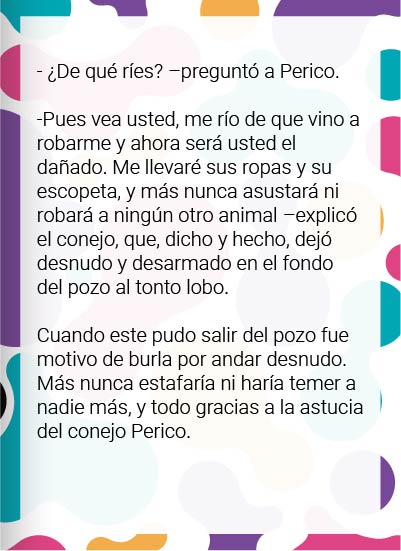 - ¿De qué ríes? –preguntó a Perico.
-Pues vea usted, me río de que vino a
robarme y ahora será usted el
dañado. Me llevaré sus ropas y su
escopeta, y más nunca asustará ni
robará a ningún otro animal –explicó
el conejo, que, dicho y hecho, dejó
desnudo y desarmado en el fondo
del pozo al tonto lobo.
Cuando este pudo salir del pozo fue
motivo de burla por andar desnudo.
Más nunca estafaría ni haría temer a
nadie más, y todo gracias a la astucia
del conejo Perico.